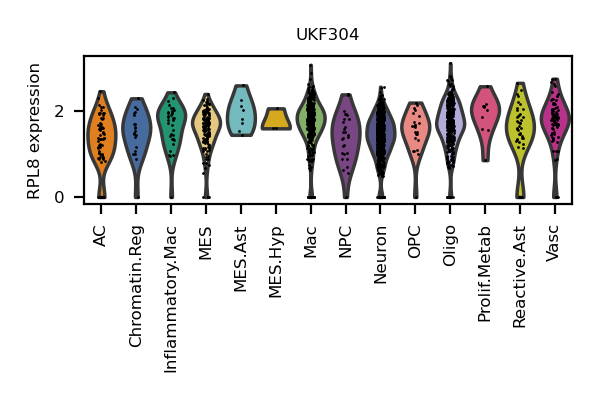 UKF304
RPL8 expression
2
0
AC
Chromatin.Reg
Inflammatory.Mac
MES
MES.Ast
MES.Hyp
Mac
NPC
Neuron
OPC
Oligo
Prolif.Metab
Reactive.Ast
Vasc